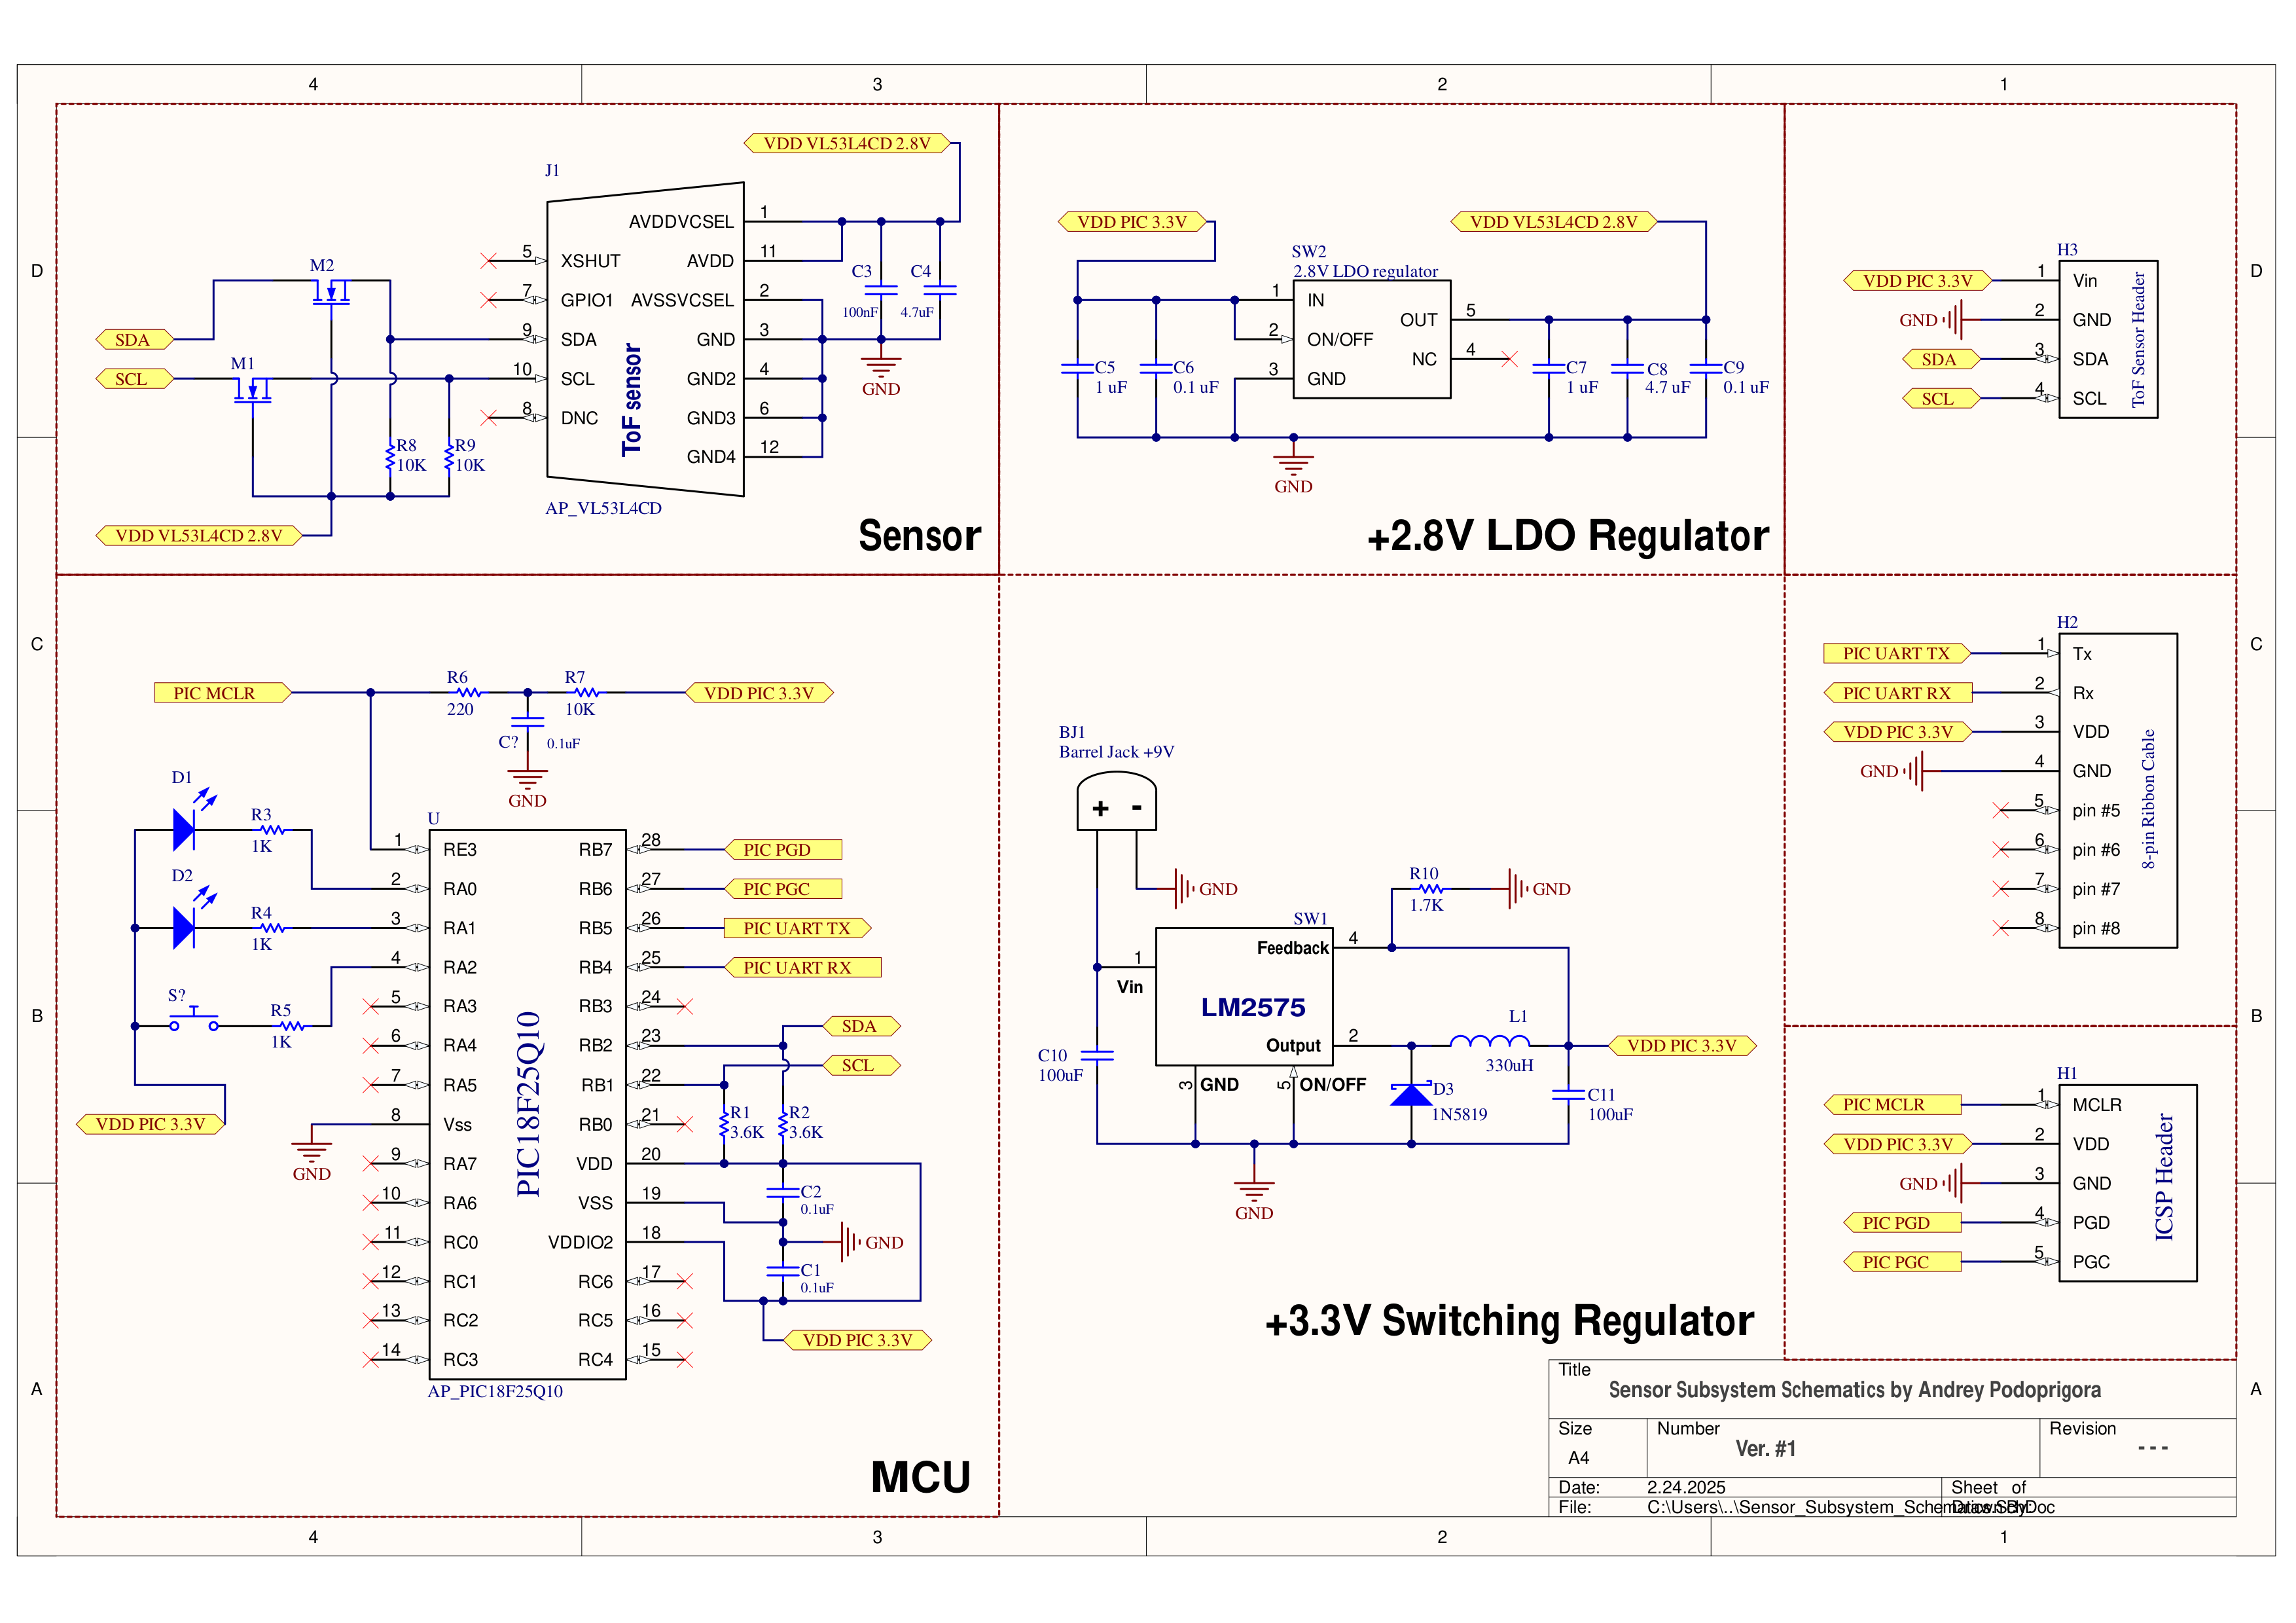 4 3 2 1
D
C
B
A
VDD VL53L4CD 2.8V
J1
AVDDVCSEL 1
5 XSHUT
AVDD 11
7 GPIO1
AVSSVCSEL 2
9 SDA
GND 3
10 SCL
GND2 4
8 DNC
GND3 6
GND4 12
ToF sensor
AP_VL53L4CD
C3
100nF
C4
4.7uF
GND
M2
SDA
M1
SCL
R8
10K
R9
10K
VDD VL53L4CD 2.8V
Sensor
VDD PIC 3.3V
VDD VL53L4CD 2.8V
SW2
2.8V LDO regulator
1 IN
2 ON/OFF
3 GND
OUT 5
NC 4
C5
1 uF
C6
0.1 uF
C7
1 uF
C8
4.7 uF
C9
0.1 uF
GND
+2.8V LDO Regulator
H3
VDD PIC 3.3V 1 Vin
GND 2 GND
SDA 3 SDA
SCL 4 SCL
ToF Sensor Header
PIC MCLR
R6
220
R7
10K
VDD PIC 3.3V
C?
0.1uF
GND
D1
R3
1K
D2
R4
1K
S?
R5
1K
VDD PIC 3.3V
GND
U
1 RE3
2 RA0
3 RA1
4 RA2
5 RA3
6 RA4
7 RA5
8 Vss
9 RA7
10 RA6
11 RC0
12 RC1
13 RC2
14 RC3
PIC18F25Q10
RB7 28 PIC PGD
RB6 27 PIC PGC
RB5 26 PIC UART TX
RB4 25 PIC UART RX
RB3 24
RB2 23 SDA
RB1 22 SCL
RB0 21
VDD 20
VSS 19
VDDIO2 18
RC6 17
RC5 16
RC4 15
AP_PIC18F25Q10
R1
3.6K
R2
3.6K
C2
0.1uF
GND
C1
0.1uF
VDD PIC 3.3V
MCU
BJ1
Barrel Jack +9V
+ -
GND
R10
1.7K
GND
SW1
Feedback 4
1
Vin
LM2575
Output 2
3 GND
5 ON/OFF
C10
100uF
L1
330uH
VDD PIC 3.3V
D3
1N5819
C11
100uF
GND
+3.3V Switching Regulator
H2
PIC UART TX 1 Tx
PIC UART RX 2 Rx
VDD PIC 3.3V 3 VDD
GND 4 GND
5 pin #5
6 pin #6
7 pin #7
8 pin #8
8-pin Ribbon Cable
H1
PIC MCLR 1 MCLR
VDD PIC 3.3V 2 VDD
GND 3 GND
PIC PGD 4 PGD
PIC PGC 5 PGC
ICSP Header
Title
Sensor Subsystem Schematics by Andrey Podoprigora
Size
A4
Number
Ver. #1
Revision
---
Date: 2.24.2025 Sheet of
File: C:\Users\..\Sensor_Subsystem_Schematics.SchDoc
Drawn By:
4 3 2 1
D
C
B
A